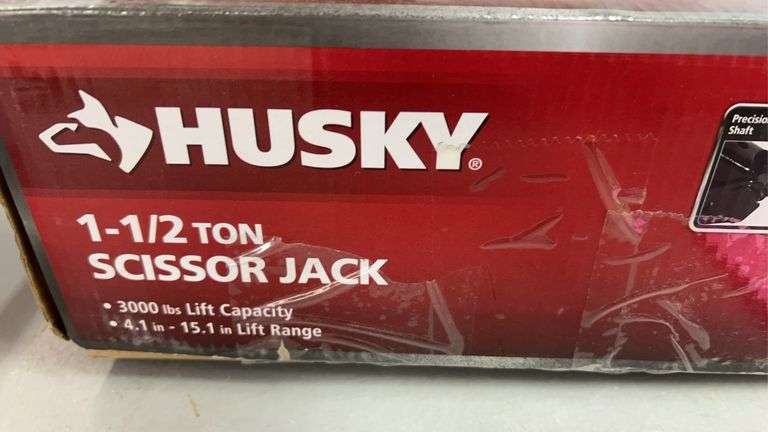 HUSKY®
1-1/2 TON
SCISSOR JACK
• 3000 lbs Lift Capacity
• 4.1 in - 15.1 in Lift Range
Shaft